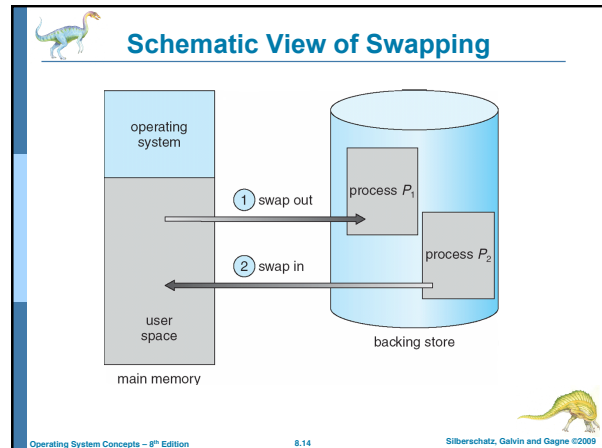 Schematic View of Swapping
operating
system
1 swap out
process P1
2 swap in
process P2
user
space
backing store
main memory
Operating System Concepts – 8th Edition
8.14
Silberschatz, Galvin and Gagne ©2009